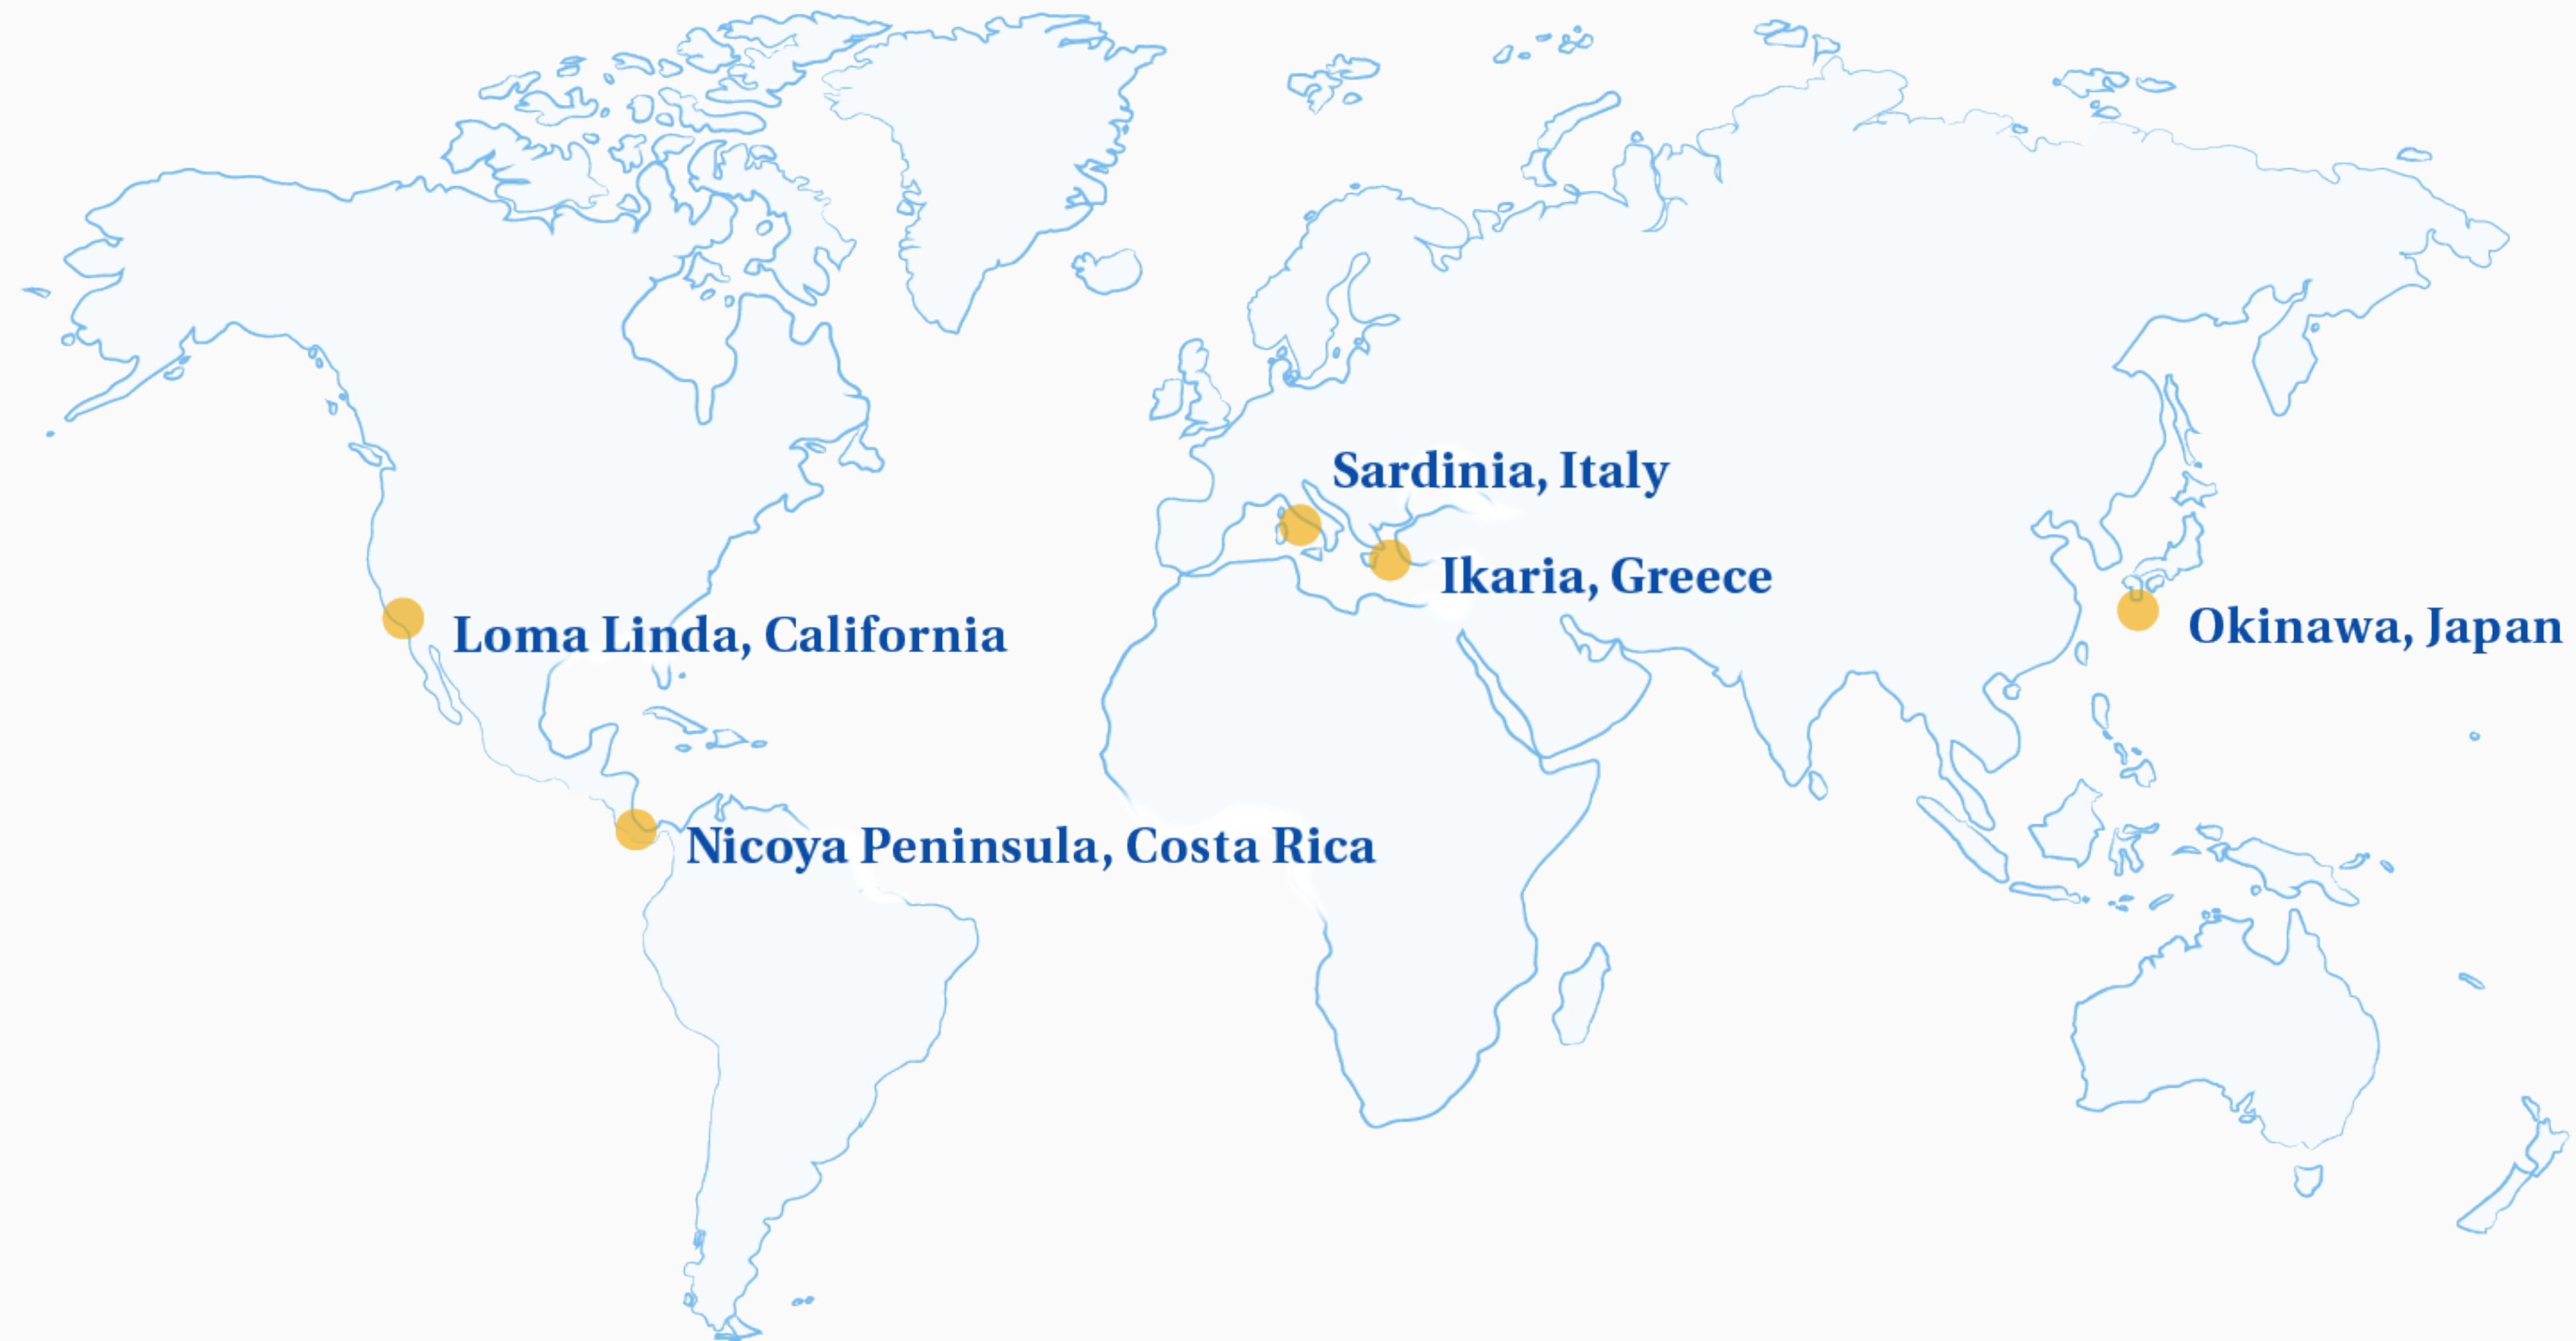 Sardinia, Italy
Ikaria, Greece
Loma Linda, California
Okinawa, Japan
Nicoya Peninsula, Costa Rica